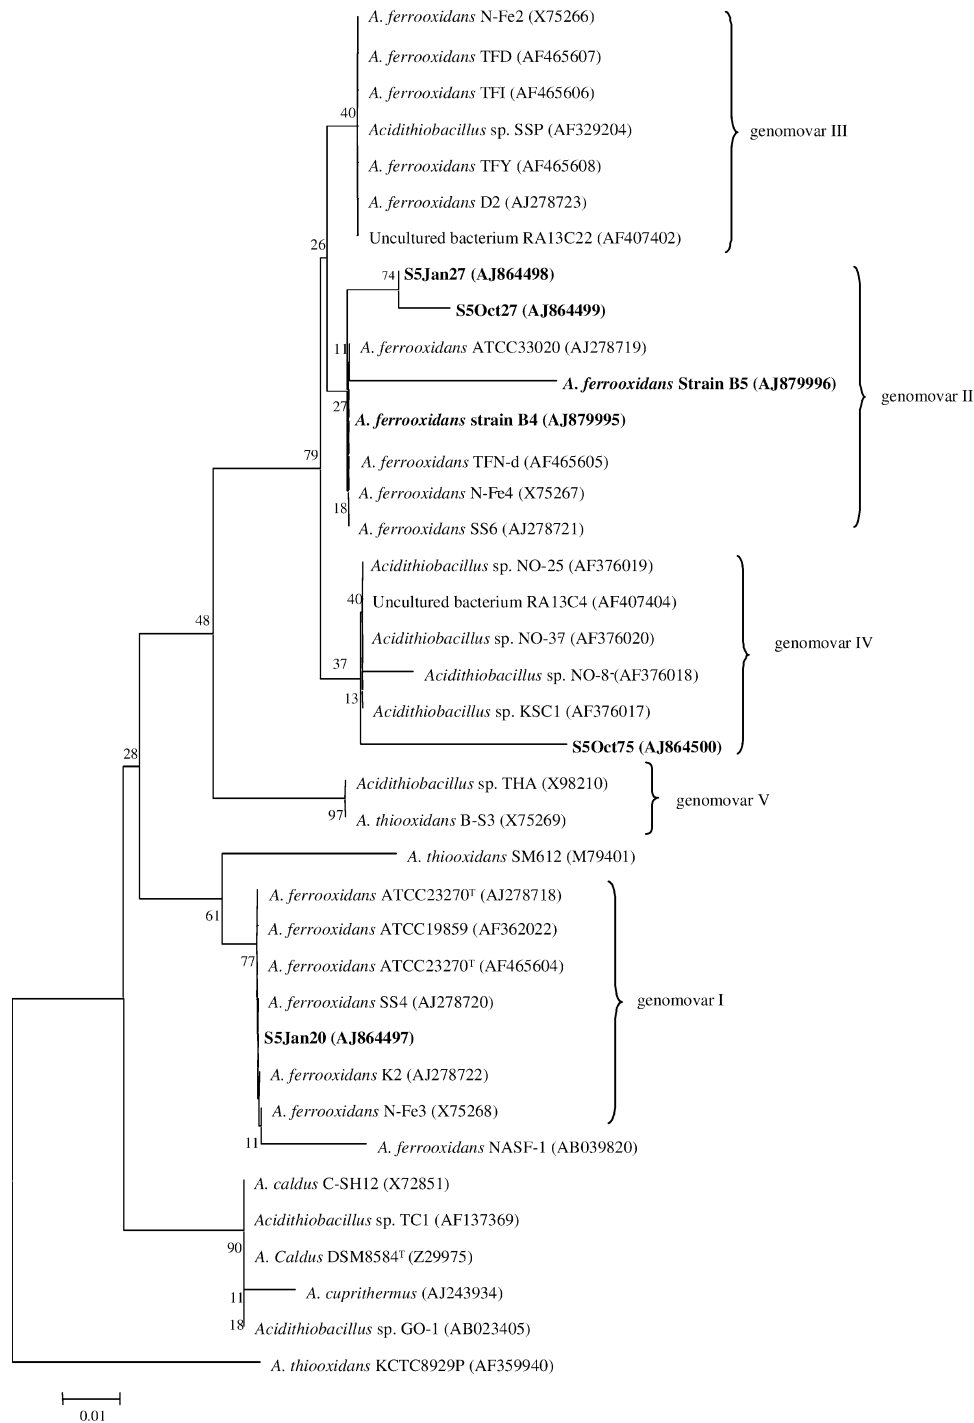 A. ferrooxidans N-Fe2 (X75266)
A. ferrooxidans TFD (AF465607)
A. ferrooxidans TFI (AF465606)
40
Acidithiobacillus sp. SSP (AF329204)
genomovar III
A. ferrooxidans TFY (AF465608)
A. ferrooxidans D2 (AJ278723)
Uncultured bacterium RA13C22 (AF407402)
26
74
S5Jan27 (AJ864498)
S5Oct27 (AJ864499)
11
A. ferrooxidans ATCC33020 (AJ278719)
A. ferrooxidans Strain B5 (AJ879996)
genomovar II
27
A. ferrooxidans strain B4 (AJ879995)
79
A. ferrooxidans TFN-d (AF465605)
A. ferrooxidans N-Fe4 (X75267)
18
A. ferrooxidans SS6 (AJ278721)
Acidithiobacillus sp. NO-25 (AF376019)
40
Uncultured bacterium RA13C4 (AF407404)
48
Acidithiobacillus sp. NO-37 (AF376020)
genomovar IV
37
Acidithiobacillus sp. NO-8-(AF376018)
13
Acidithiobacillus sp. KSC1 (AF376017)
S5Oct75 (AJ864500)
28
Acidithiobacillus sp. THA (X98210)
genomovar V
97
A. thiooxidans B-S3 (X75269)
A. thiooxidans SM612 (M79401)
A. ferrooxidans ATCC23270ᵀ (AJ278718)
61
A. ferrooxidans ATCC19859 (AF362022)
77
A. ferrooxidans ATCC23270ᵀ (AF465604)
A. ferrooxidans SS4 (AJ278720)
genomovar I
S5Jan20 (AJ864497)
A. ferrooxidans K2 (AJ278722)
A. ferrooxidans N-Fe3 (X75268)
11
A. ferrooxidans NASF-1 (AB039820)
A. caldus C-SH12 (X72851)
Acidithiobacillus sp. TC1 (AF137369)
90
A. Caldus DSM8584ᵀ (Z29975)
11
A. cuprithermus (AJ243934)
18
Acidithiobacillus sp. GO-1 (AB023405)
A. thiooxidans KCTC8929P (AF359940)
0.01